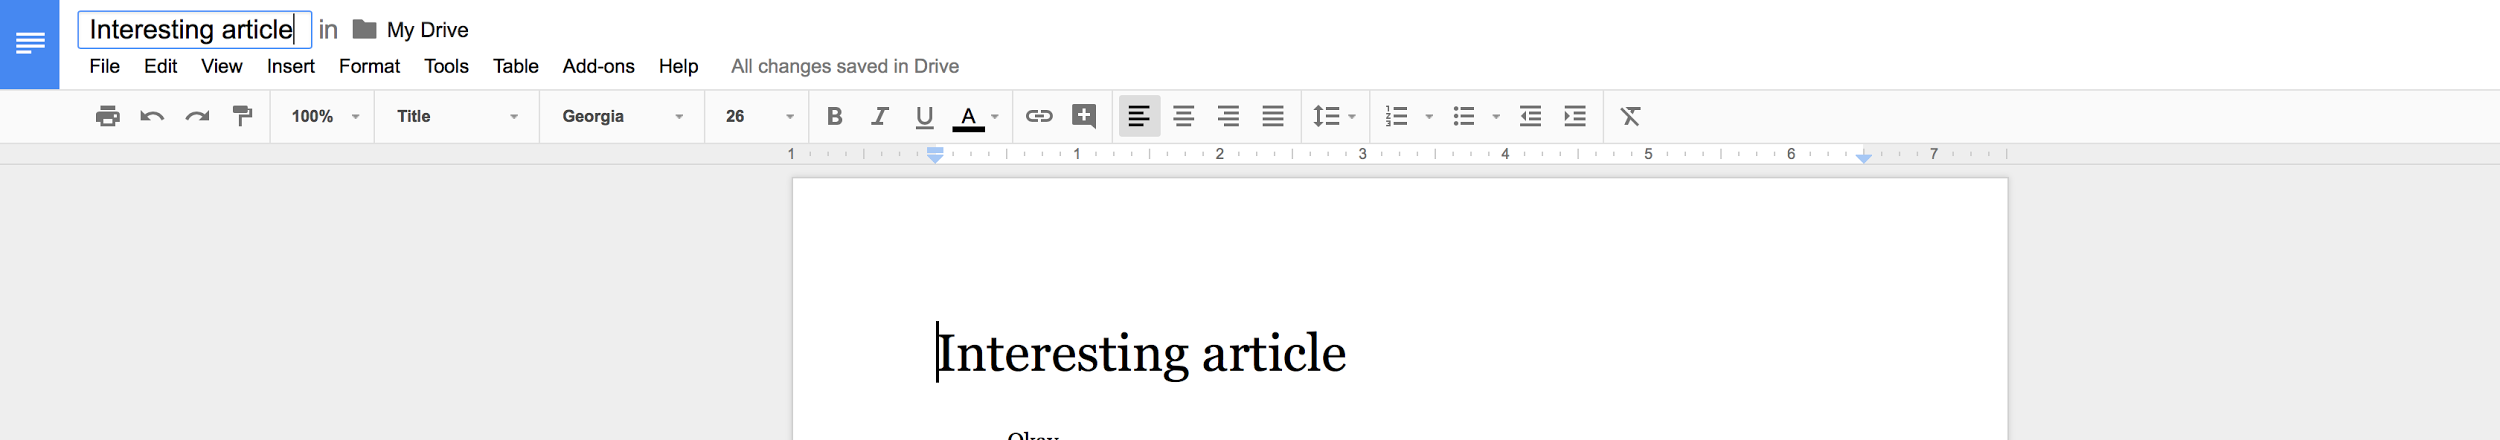 Interesting article in My Drive
File Edit View Insert Format Tools Table Add-ons Help All changes saved in Drive
100% Title Georgia 26 B I U A
1 1 2 3 4 5 6 7
Interesting article
Okay